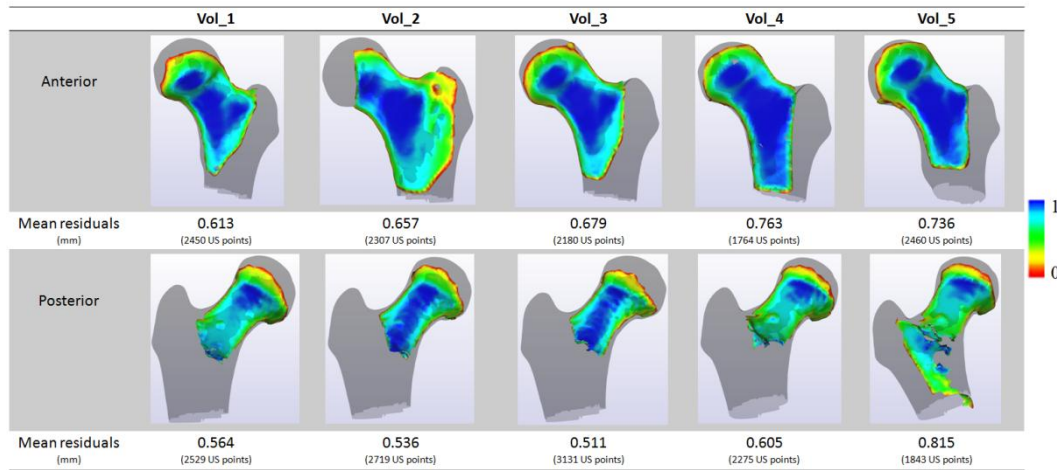 Vol_1 Vol_2 Vol_3 Vol_4 Vol_5
Anterior
Mean residuals 0.613 0.657 0.679 0.763 0.736
(mm) (2450 US points) (2307 US points) (2180 US points) (1764 US points) (2460 US points)
1
0
Posterior
Mean residuals 0.564 0.536 0.511 0.605 0.815
(mm) (2529 US points) (2719 US points) (3131 US points) (2275 US points) (1843 US points)